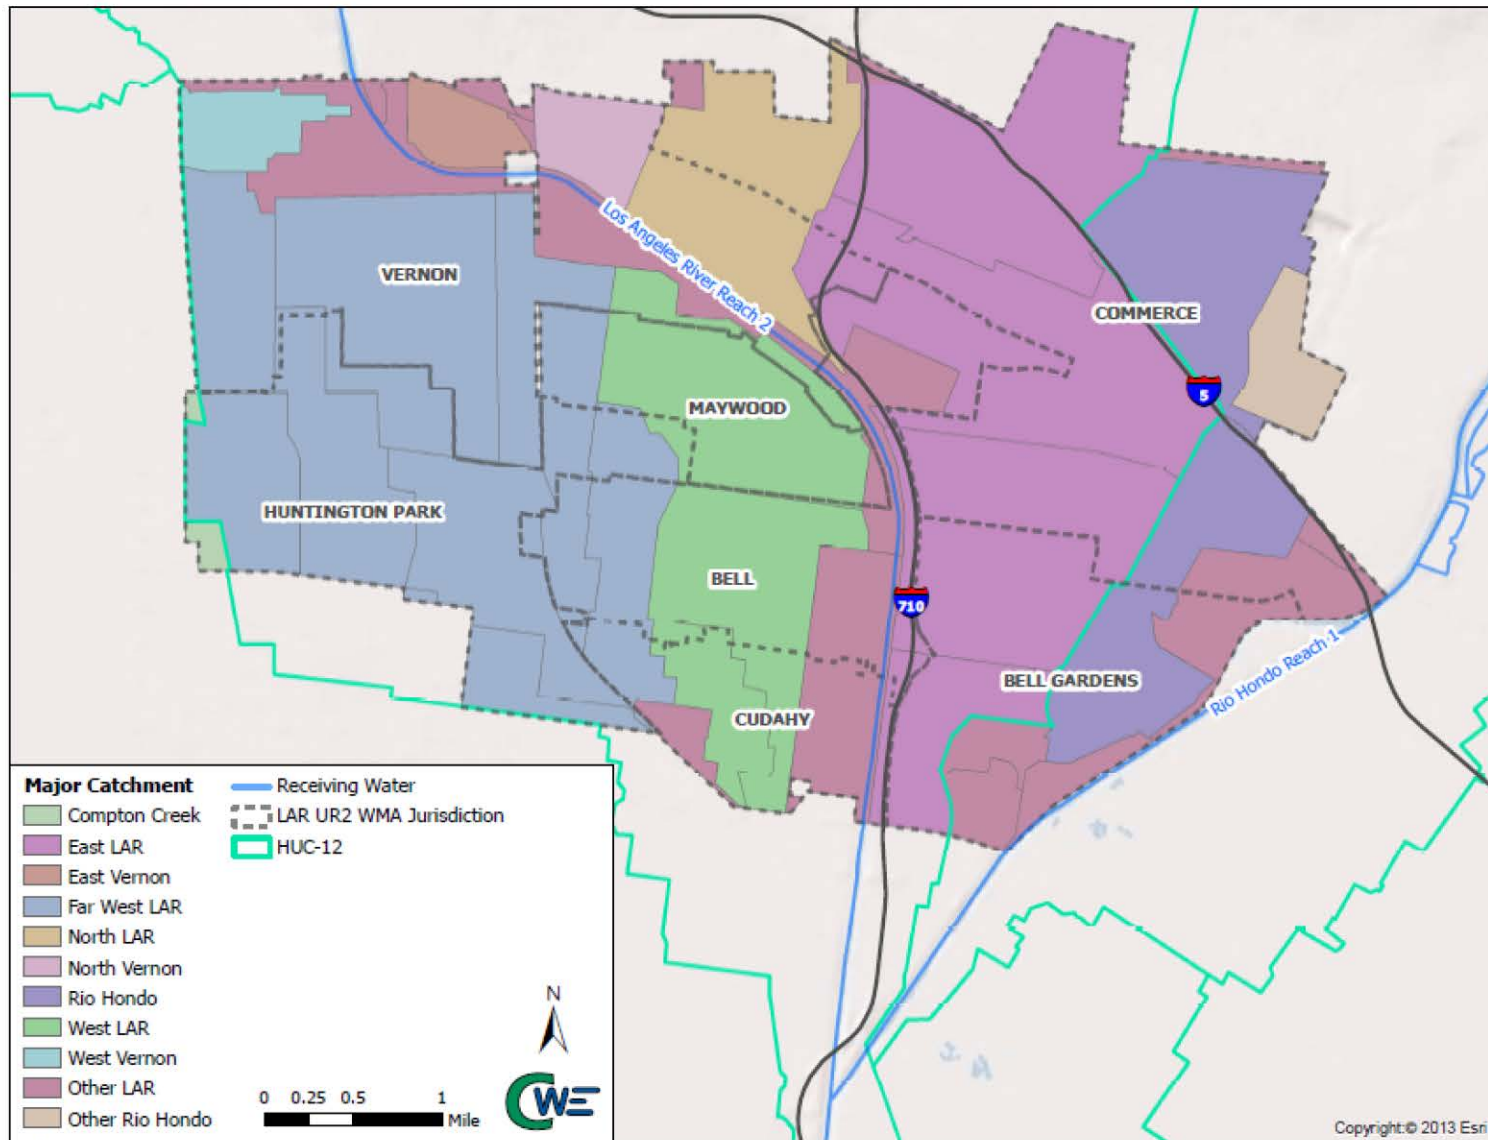 VERNON
Los Angeles River Reach 2
COMMERCE
5
MAYWOOD
HUNTINGTON PARK
BELL
710
BELL GARDENS
Rio Hondo Reach 1
CUDAHY
Major Catchment
Compton Creek
East LAR
East Vernon
Far West LAR
North LAR
North Vernon
Rio Hondo
West LAR
West Vernon
Other LAR
Other Rio Hondo
Receiving Water
LAR UR2 WMA Jurisdiction
HUC-12
N
CWE
0 0.25 0.5 1
Mile
Copyright:© 2013 Esri